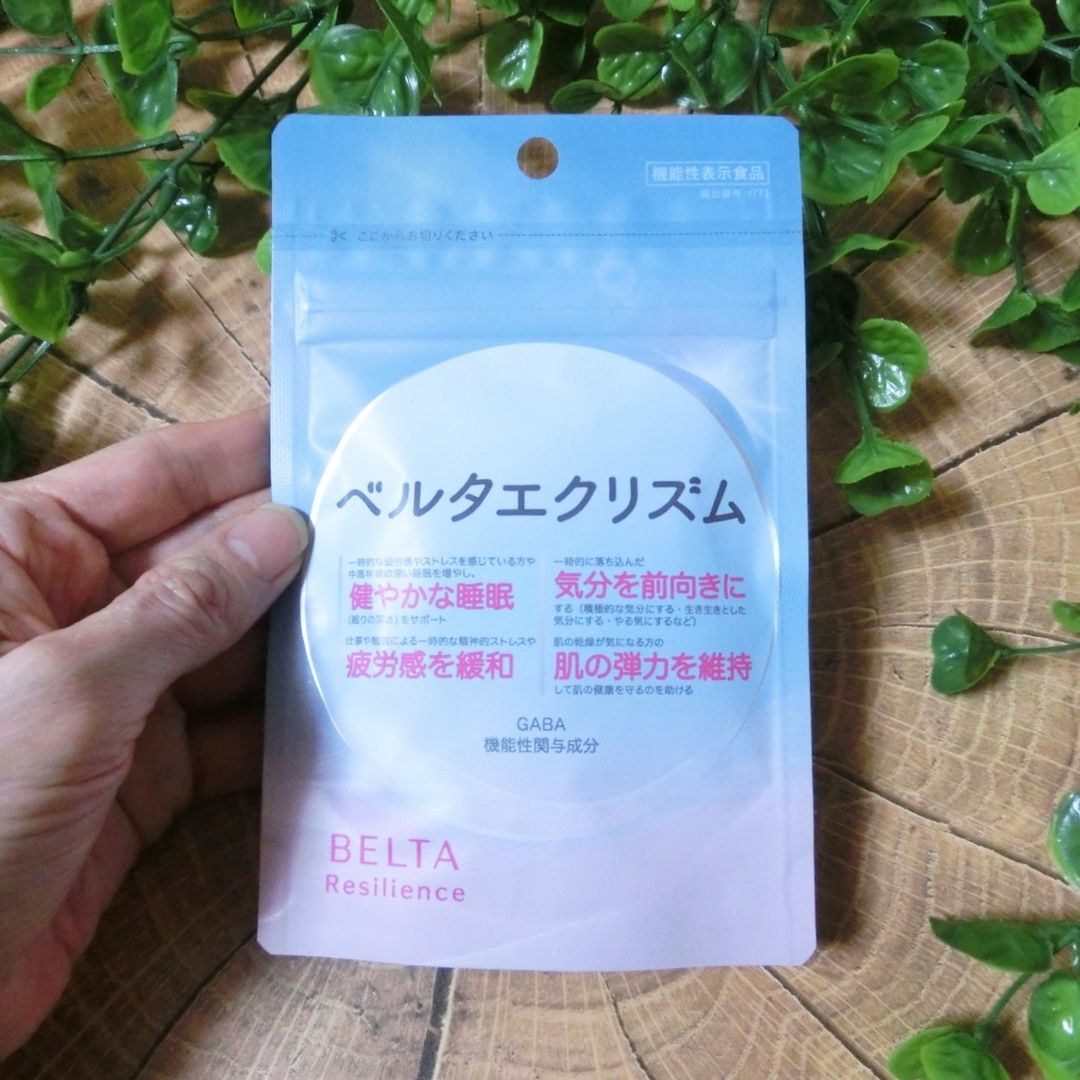 機能性表示食品
届出番号:I773
ここからお切りください
ベルタエクリズム
一時的な疲労感やストレスを感じている方や
中高年者の深い睡眠を増やし、
健やかな睡眠
(眠りの深さ)をサポート
一時的に落ち込んだ
気分を前向きに
する(積極的な気分にする・生き生きとした
気分にする・やる気にするなど)
仕事や勉強による一時的な精神的ストレスや
疲労感を緩和
肌の乾燥が気になる方の
肌の弾力を維持
して肌の健康を守るのを助ける
GABA
機能性関与成分
BELTA
Resilience